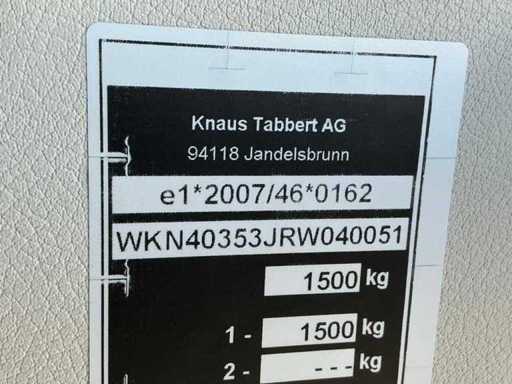 Knaus Tabbert AG
94118 Jandelsbrunn
e1*2007/46*0162
WKN40353JRW040051
1500 kg
1 - 1500 kg
2 - - - - kg